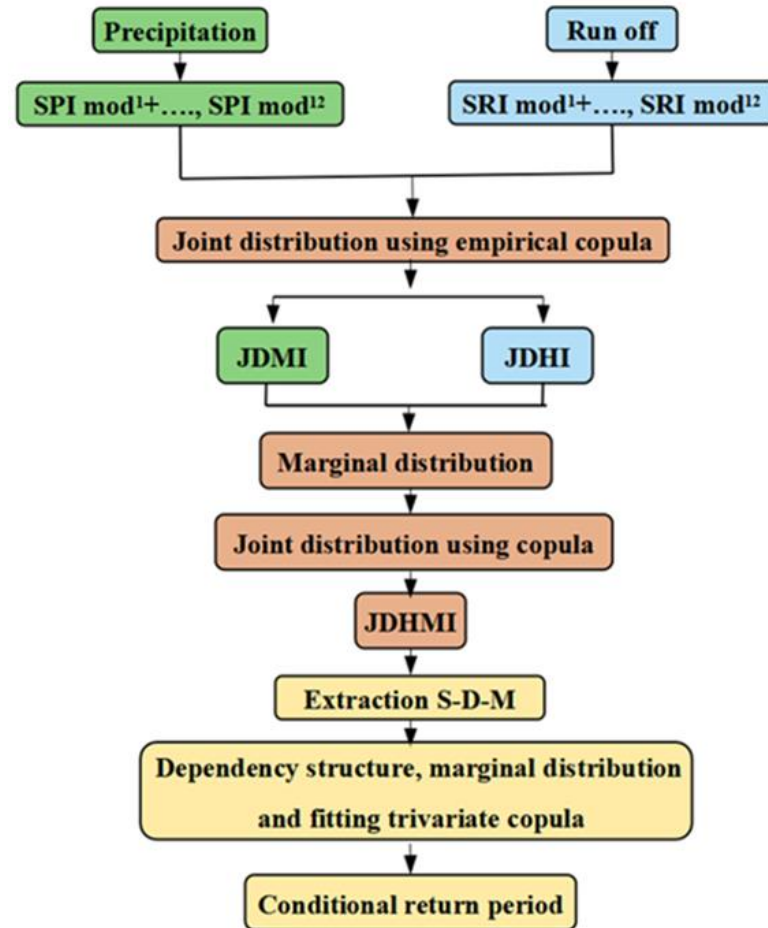 Precipitation
Run off
SPI mod¹+...., SPI mod¹²
SRI mod¹+...., SRI mod¹²
Joint distribution using empirical copula
JDMI
JDHI
Marginal distribution
Joint distribution using copula
JDHMI
Extraction S-D-M
Dependency structure, marginal distribution
and fitting trivariate copula
Conditional return period